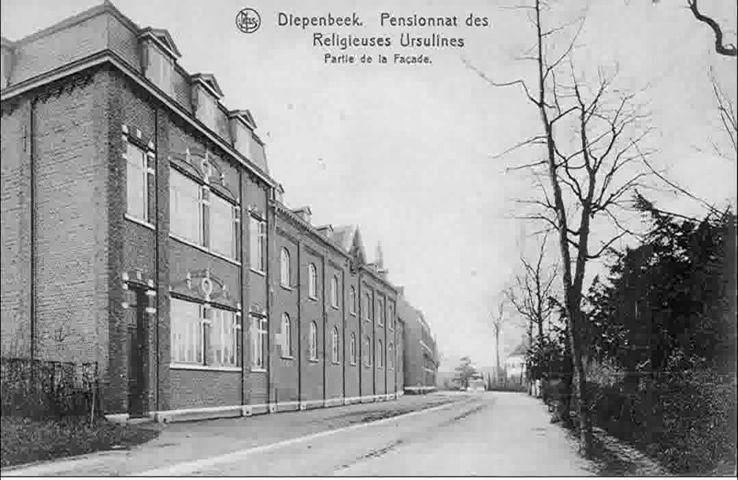 Diepenbeek. Pensionnat des
Religieuses Ursulines
Partie de la Façade.